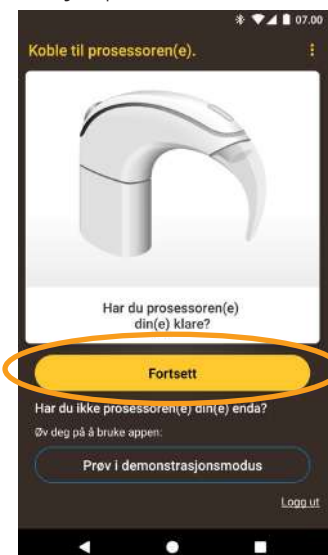 07.00
Koble til prosessoren(e).
Har du prosessoren(e)
din(e) klare?
Fortsett
Har du ikke prosessoren(e) din(e) enda?
Øv deg på å bruke appen:
Prøv i demonstrasjonsmodus
Logg ut